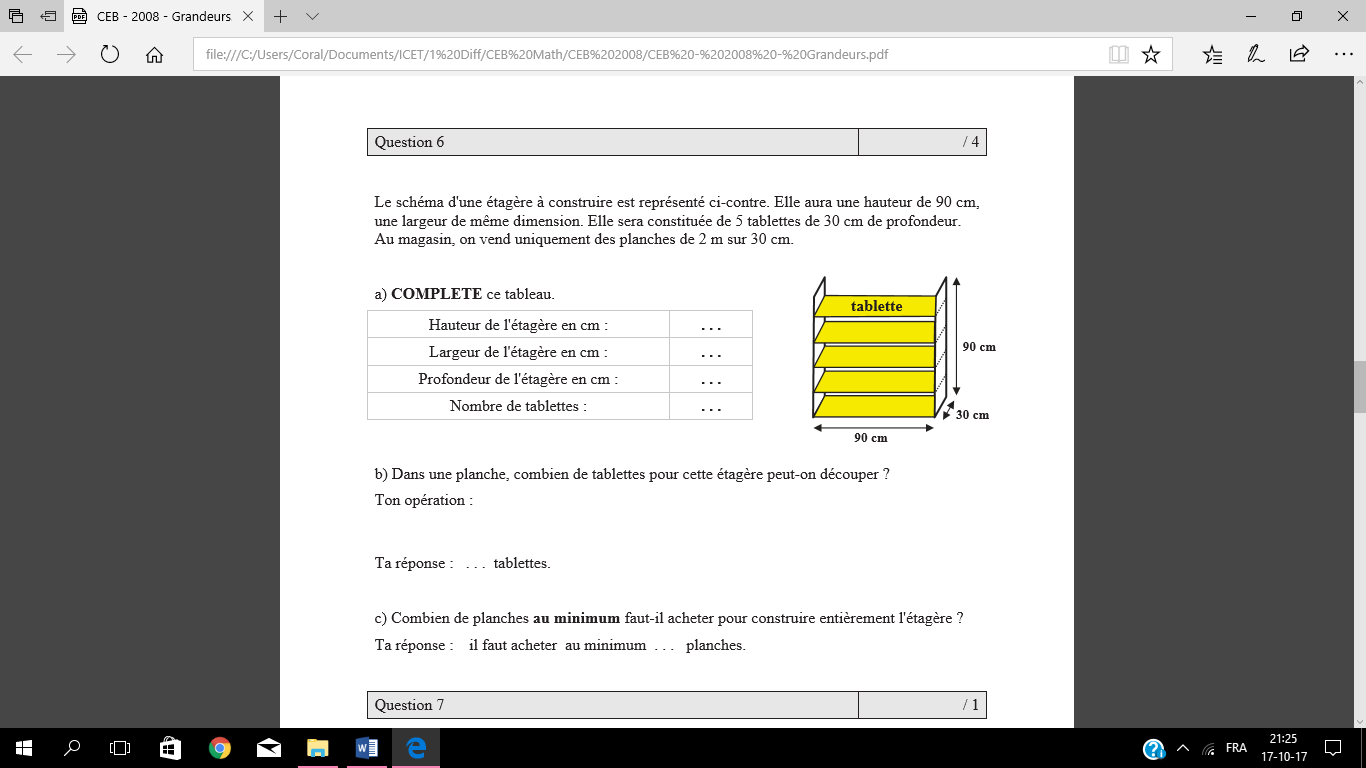 CEB - 2008 - Grandeurs
file:///C:/Users/Coral/Documents/ICET/1%20Diff/CEB%20Math/CEB%202008/CEB%20-%202008%20-%20Grandeurs.pdf
Question 6 / 4
Le schéma d'une étagère à construire est représenté ci-contre. Elle aura une hauteur de 90 cm,
une largeur de même dimension. Elle sera constituée de 5 tablettes de 30 cm de profondeur.
Au magasin, on vend uniquement des planches de 2 m sur 30 cm.
a) COMPLETE ce tableau.
Hauteur de l'étagère en cm : . . .
Largeur de l'étagère en cm : . . .
Profondeur de l'étagère en cm : . . .
Nombre de tablettes : . . .
tablette
90 cm
30 cm
90 cm
b) Dans une planche, combien de tablettes pour cette étagère peut-on découper ?
Ton opération :
Ta réponse : . . . tablettes.
c) Combien de planches au minimum faut-il acheter pour construire entièrement l'étagère ?
Ta réponse : il faut acheter au minimum . . . planches.
Question 7 / 1
FRA
21:25
17-10-17